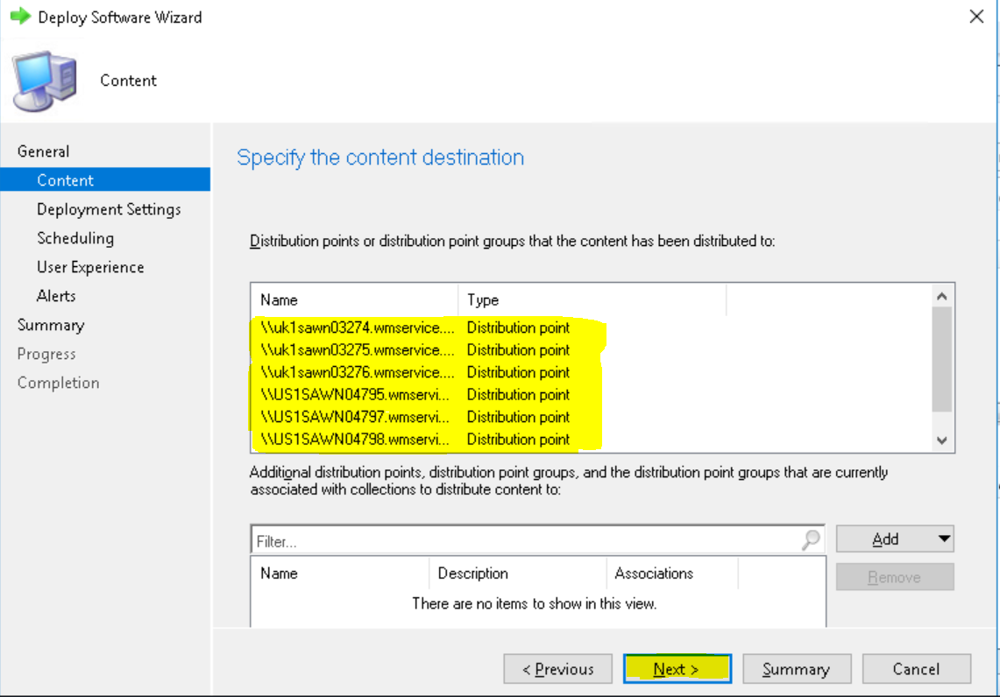 Deploy Software Wizard
Content
General
Content
Deployment Settings
Scheduling
User Experience
Alerts
Summary
Progress
Completion
Specify the content destination
Distribution points or distribution point groups that the content has been distributed to:
Name Type
\\uk1sawn03274.wmservice.... Distribution point
\\uk1sawn03275.wmservice.... Distribution point
\\uk1sawn03276.wmservice.... Distribution point
\\US1SAWN04795.wmservi... Distribution point
\\US1SAWN04797.wmservi... Distribution point
\\US1SAWN04798.wmservi... Distribution point
Additional distribution points, distribution point groups, and the distribution point groups that are currently
associated with collections to distribute content to:
Filter...
Add
Name Description Associations
Remove
There are no items to show in this view.
< Previous Next > Summary Cancel